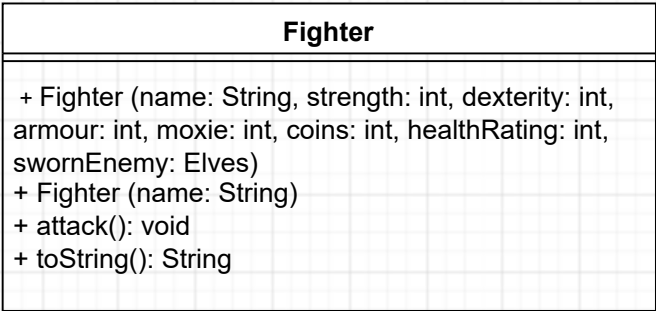 Fighter
+ Fighter (name: String, strength: int, dexterity: int,
armour: int, moxie: int, coins: int, healthRating: int,
swornEnemy: Elves)
+ Fighter (name: String)
+ attack(): void
+ toString(): String